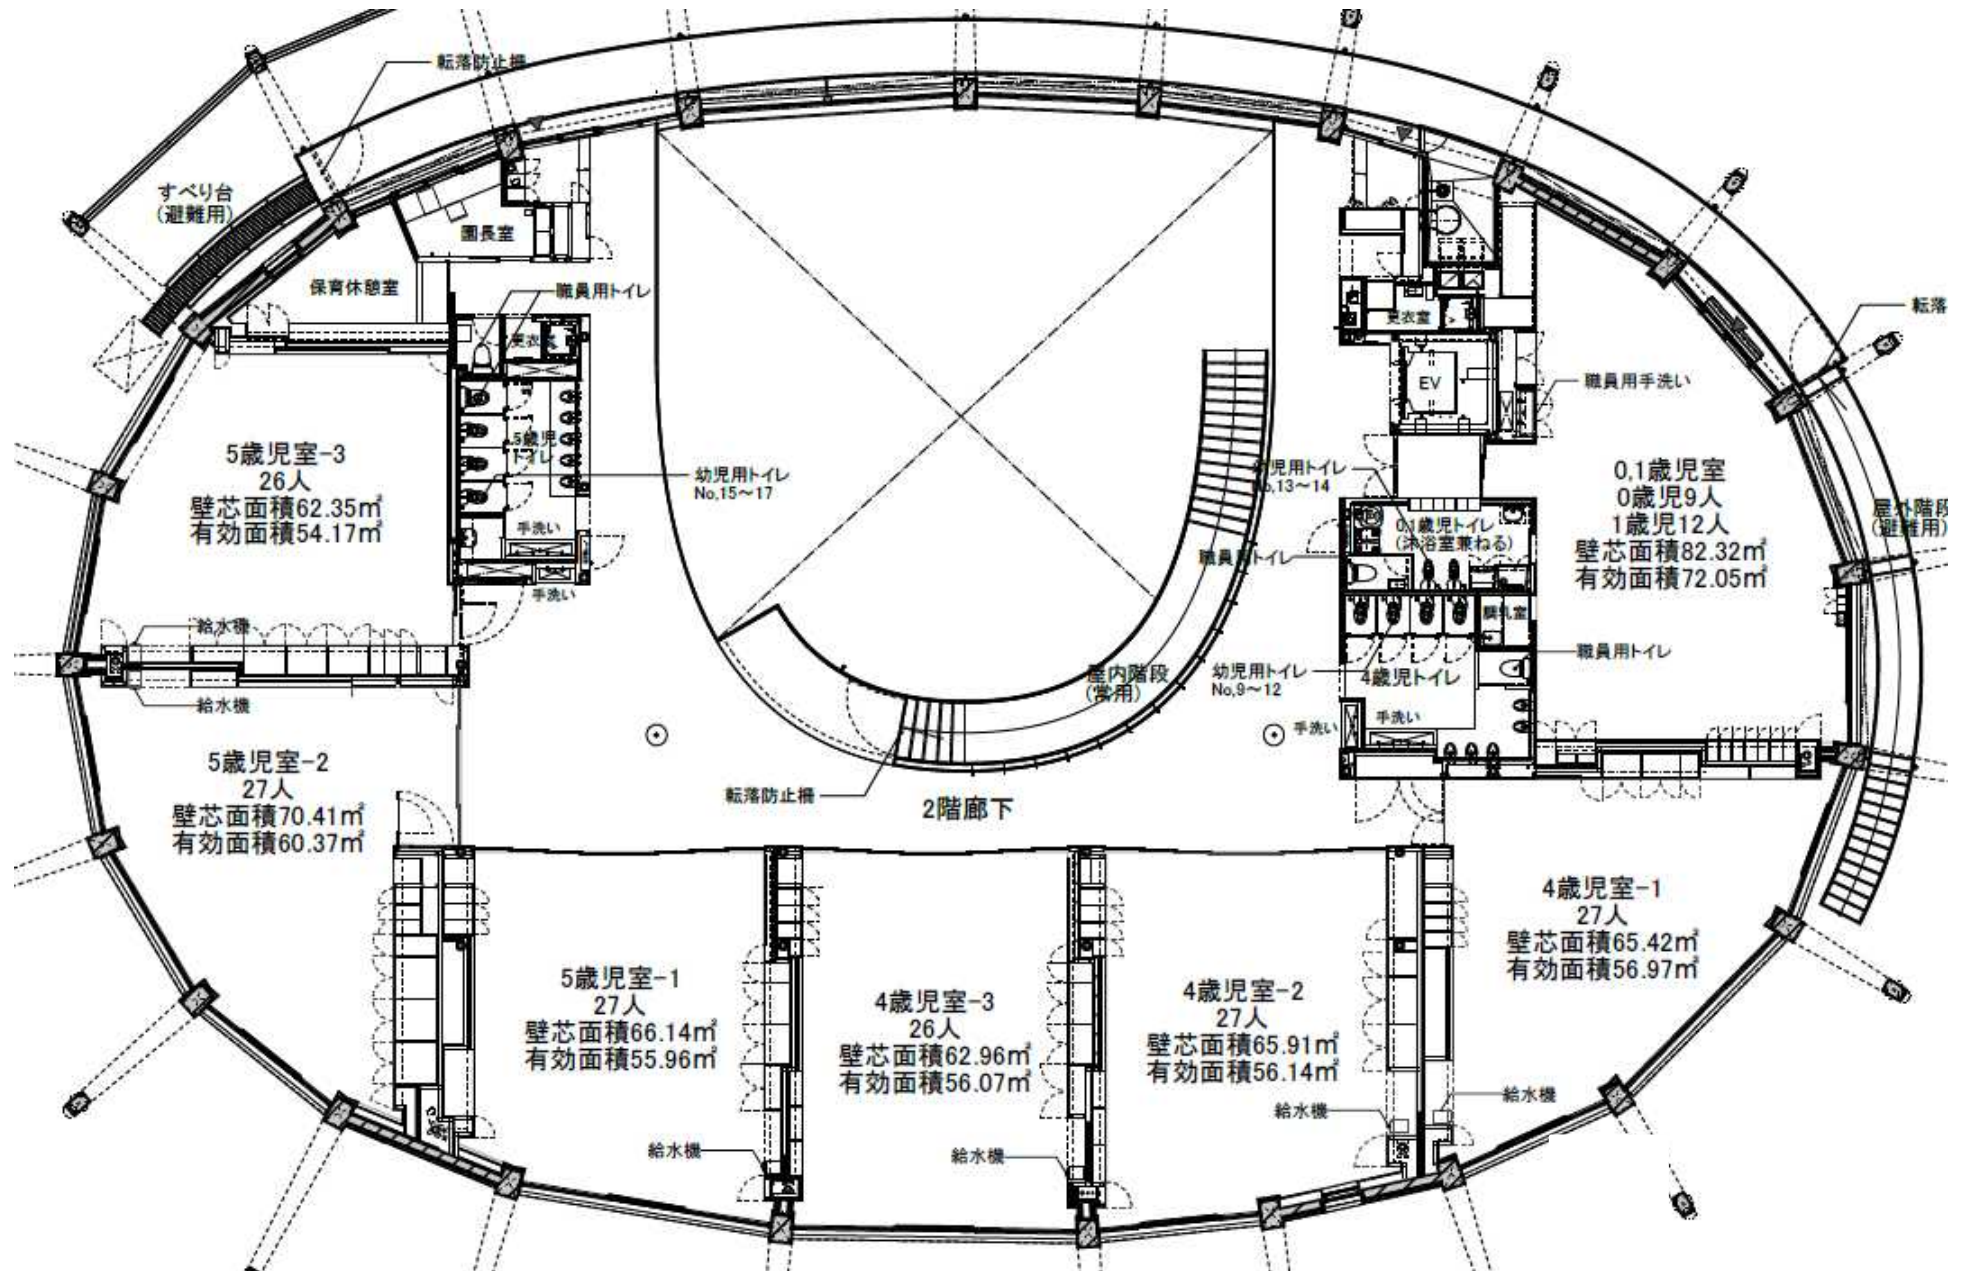 転落防止柵
すべり台
(避難用)
園長室
保育休憩室
職員用トイレ
更衣室
5歳児室-3
26人
壁芯面積62.35㎡
有効面積54.17㎡
5歳児
トイレ
幼児用トイレ
No,15～17
手洗い
手洗い
給水機
給水機
5歳児室-2
27人
壁芯面積70.41㎡
有効面積60.37㎡
更衣室
EV
職員用手洗い
転落
幼児用トイレ
No,13～14
0,1歳児トイレ
(沐浴室兼ねる)
職員用トイレ
0,1歳児室
0歳児9人
1歳児12人
壁芯面積82.32㎡
有効面積72.05㎡
屋外階段
(避難用)
調乳室
職員用トイレ
幼児用トイレ
No,9～12
4歳児トイレ
手洗い
手洗い
屋内階段
(常用)
転落防止柵
2階廊下
4歳児室-1
27人
壁芯面積65.42㎡
有効面積56.97㎡
5歳児室-1
27人
壁芯面積66.14㎡
有効面積55.96㎡
4歳児室-3
26人
壁芯面積62.96㎡
有効面積56.07㎡
4歳児室-2
27人
壁芯面積65.91㎡
有効面積56.14㎡
給水機
給水機
給水機
給水機